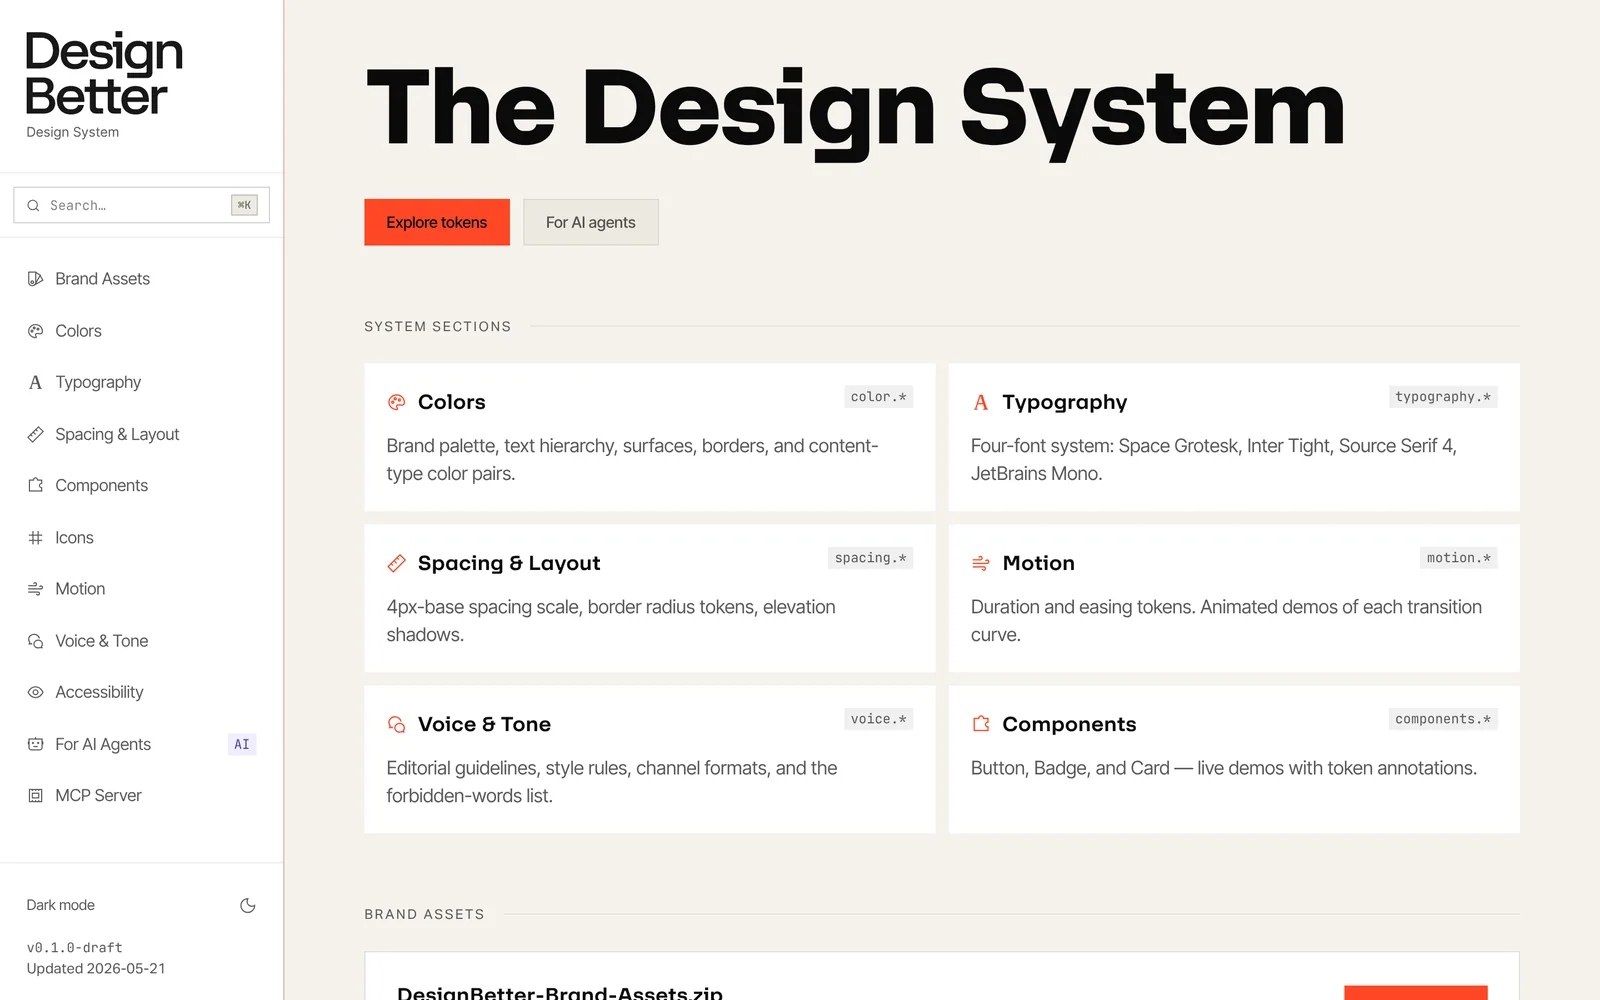 Design
Better
Design System
Search…
⌘K
Brand Assets
Colors
Typography
Spacing & Layout
Components
Icons
Motion
Voice & Tone
Accessibility
For AI Agents
AI
MCP Server
Dark mode
v0.1.0-draft
Updated 2026-05-21
The Design System
Explore tokens
For AI agents
SYSTEM SECTIONS
Colors
color.*
Brand palette, text hierarchy, surfaces, borders, and content-
type color pairs.
Typography
typography.*
Four-font system: Space Grotesk, Inter Tight, Source Serif 4,
JetBrains Mono.
Spacing & Layout
spacing.*
4px-base spacing scale, border radius tokens, elevation
shadows.
Motion
motion.*
Duration and easing tokens. Animated demos of each transition
curve.
Voice & Tone
voice.*
Editorial guidelines, style rules, channel formats, and the
forbidden-words list.
Components
components.*
Button, Badge, and Card — live demos with token annotations.
BRAND ASSETS
DesignBetter-Brand-Assets.zip